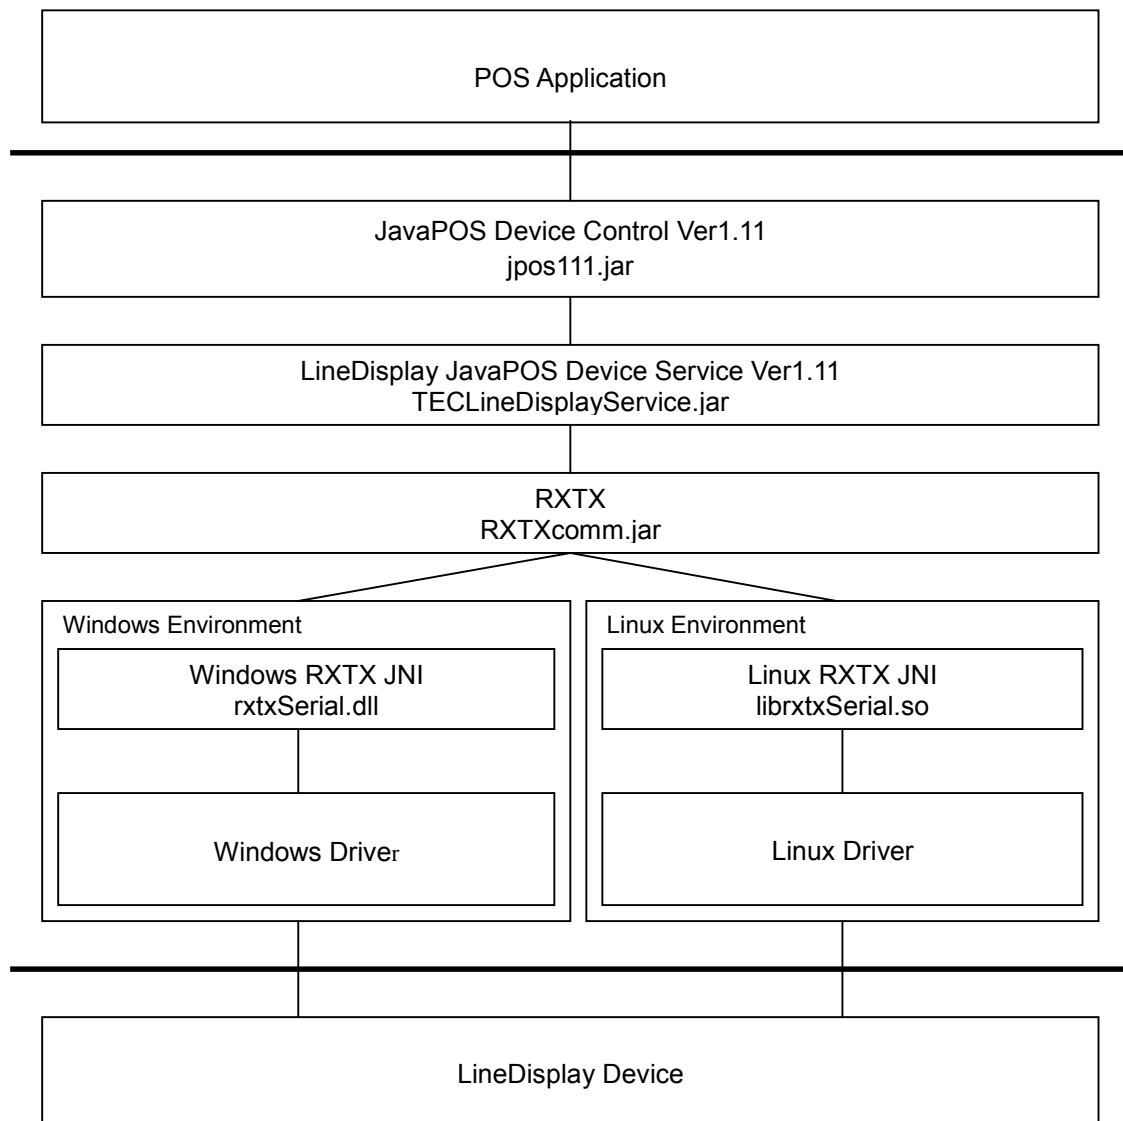 POS Application
JavaPOS Device Control Ver1.11
jpos111.jar
LineDisplay JavaPOS Device Service Ver1.11
TECLineDisplayService.jar
RXTX
RXTXcomm.jar
Windows Environment
Windows RXTX JNI
rxtxSerial.dll
Windows Driver
Linux Environment
Linux RXTX JNI
librxtxSerial.so
Linux Driver
LineDisplay Device